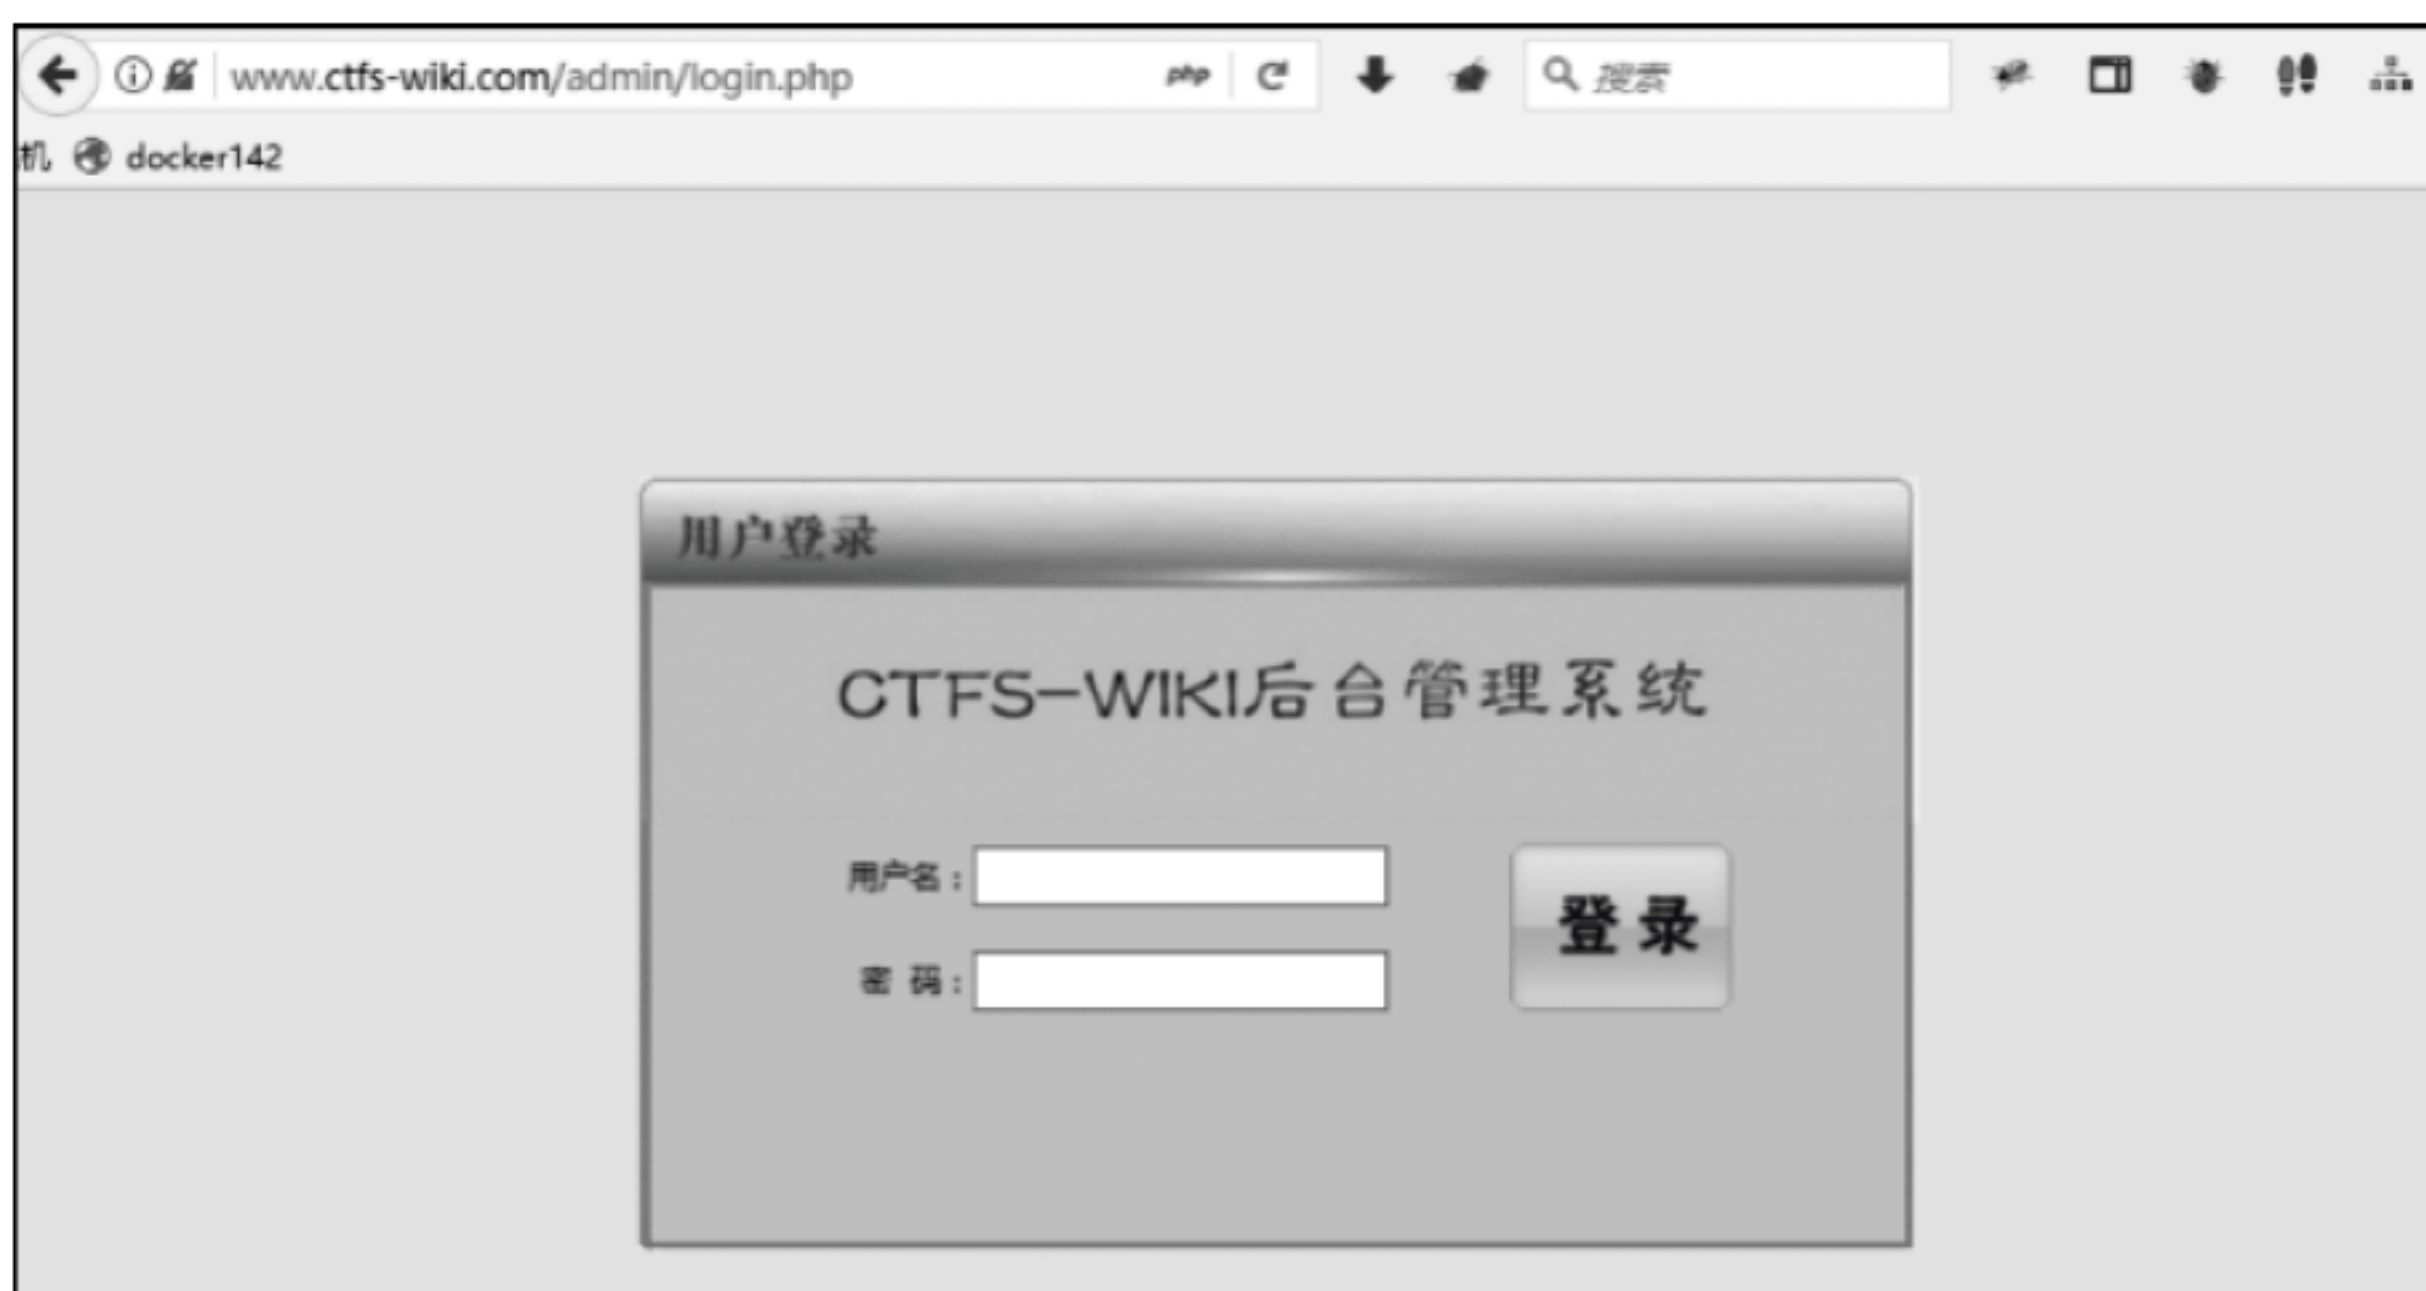 www.ctfs-wiki.com/admin/login.php php 搜索
机 docker142
用户登录
CTFS-WIKI后台管理系统
用户名：
登录
密 码：